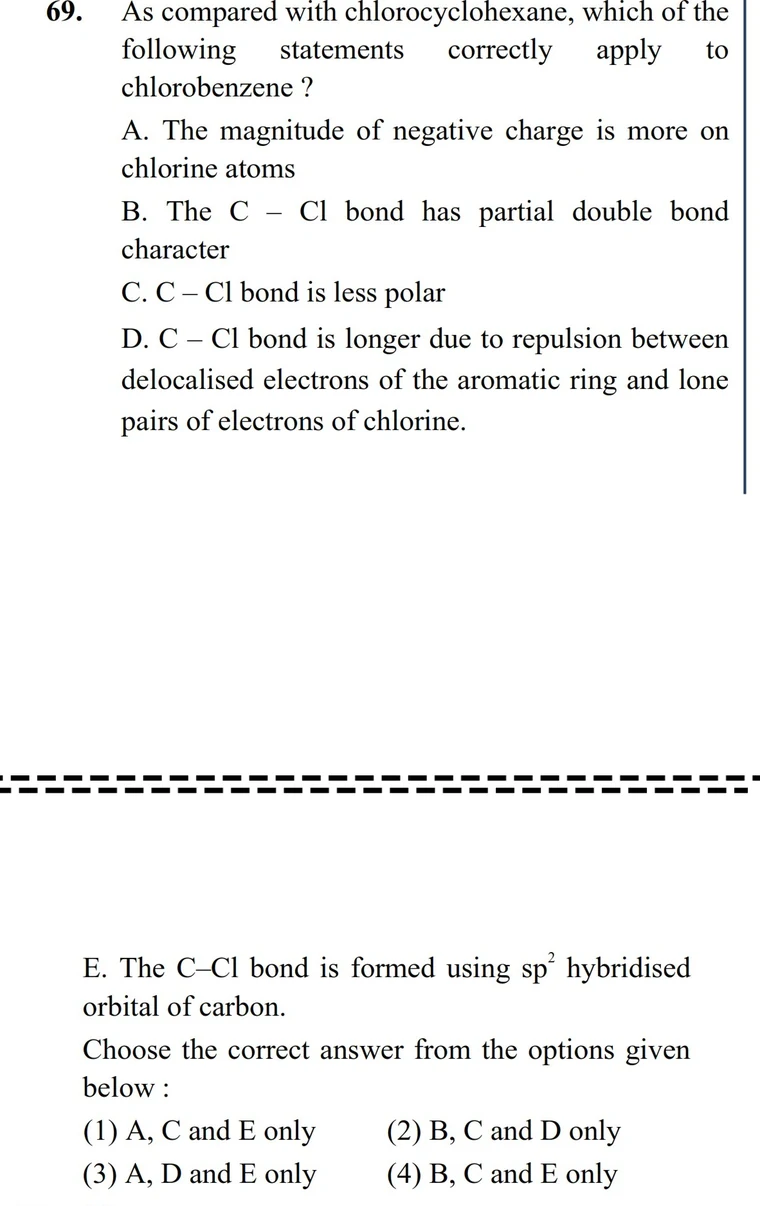 69. As compared with chlorocyclohexane, which of the
following statements correctly apply to
chlorobenzene ?
A. The magnitude of negative charge is more on
chlorine atoms
B. The C – Cl bond has partial double bond
character
C. C – Cl bond is less polar
D. C – Cl bond is longer due to repulsion between
delocalised electrons of the aromatic ring and lone
pairs of electrons of chlorine.
E. The C–Cl bond is formed using sp² hybridised
orbital of carbon.
Choose the correct answer from the options given
below :
(1) A, C and E only (2) B, C and D only
(3) A, D and E only (4) B, C and E only